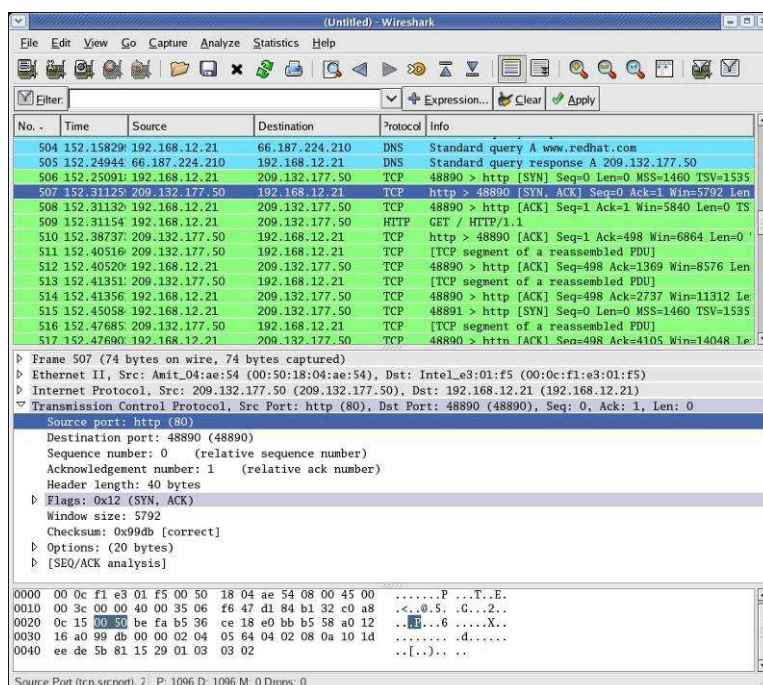 (Untitled) - Wireshark
File Edit View Go Capture Analyze Statistics Help
Filter: Expression... Clear Apply
No. - Time Source Destination Protocol Info
504 152.15829 192.168.12.21 66.187.224.210 DNS Standard query A www.redhat.com
505 152.24944 66.187.224.210 192.168.12.21 DNS Standard query response A 209.132.177.50
506 152.25091 192.168.12.21 209.132.177.50 TCP 48890 > http [SYN] Seq=0 Len=0 MSS=1460 TSV=1535
507 152.31125 209.132.177.50 192.168.12.21 TCP http > 48890 [SYN, ACK] Seq=0 Ack=1 Win=5792 Len
508 152.31132 192.168.12.21 209.132.177.50 TCP 48890 > http [ACK] Seq=1 Ack=1 Win=5840 Len=0 TS
509 152.31154 192.168.12.21 209.132.177.50 HTTP GET / HTTP/1.1
510 152.38737 209.132.177.50 192.168.12.21 TCP http > 48890 [ACK] Seq=1 Ack=498 Win=6864 Len=0
511 152.40516 209.132.177.50 192.168.12.21 TCP [TCP segment of a reassembled PDU]
512 152.40520 192.168.12.21 209.132.177.50 TCP 48890 > http [ACK] Seq=498 Ack=1369 Win=8576 Len
513 152.41351 209.132.177.50 192.168.12.21 TCP [TCP segment of a reassembled PDU]
514 152.41356 192.168.12.21 209.132.177.50 TCP 48890 > http [ACK] Seq=498 Ack=2737 Win=11312 Le
515 152.45058 192.168.12.21 209.132.177.50 TCP 48891 > http [SYN] Seq=0 Len=0 MSS=1460 TSV=1535
516 152.47685 209.132.177.50 192.168.12.21 TCP [TCP segment of a reassembled PDU]
517 152.47690 192.168.12.21 209.132.177.50 TCP 48890 > http [ACK] Seq=498 Ack=4105 Win=14048 Le
Frame 507 (74 bytes on wire, 74 bytes captured)
Ethernet II, Src: Amit_04:ae:54 (00:50:18:04:ae:54), Dst: Intel_e3:01:f5 (00:0c:f1:e3:01:f5)
Internet Protocol, Src: 209.132.177.50 (209.132.177.50), Dst: 192.168.12.21 (192.168.12.21)
Transmission Control Protocol, Src Port: http (80), Dst Port: 48890 (48890), Seq: 0, Ack: 1, Len: 0
Source port: http (80)
Destination port: 48890 (48890)
Sequence number: 0 (relative sequence number)
Acknowledgement number: 1 (relative ack number)
Header length: 40 bytes
Flags: 0x12 (SYN, ACK)
Window size: 5792
Checksum: 0x99db [correct]
Options: (20 bytes)
[SEQ/ACK analysis]
0000 00 0c f1 e3 01 f5 00 50 18 04 ae 54 08 00 45 00 .......P ...T..E.
0010 00 3c 00 00 40 00 35 06 f6 47 d1 84 b1 32 c0 a8 .<..@.5. .G...2..
0020 0c 15 00 50 be fa b5 36 ce 18 e0 bb b5 58 a0 12 ...P...6 .....X..
0030 16 a0 99 db 00 00 02 04 05 64 04 02 08 0a 10 1d ........ .d......
0040 ee de 5b 81 15 29 01 03 03 02 ..[..).. ..
Source Port (tcp.srcport), 2 P: 1096 D: 1096 M: 0 Drops: 0